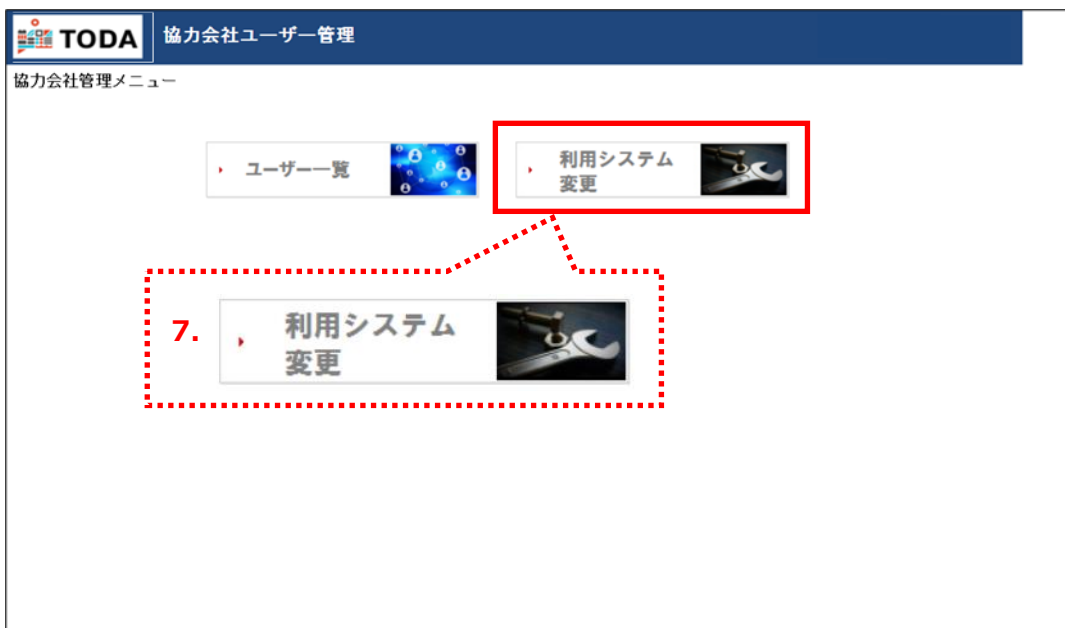 TODA 協力会社ユーザー管理
協力会社管理メニュー
ユーザー一覧
利用システム
変更
7.
利用システム
変更